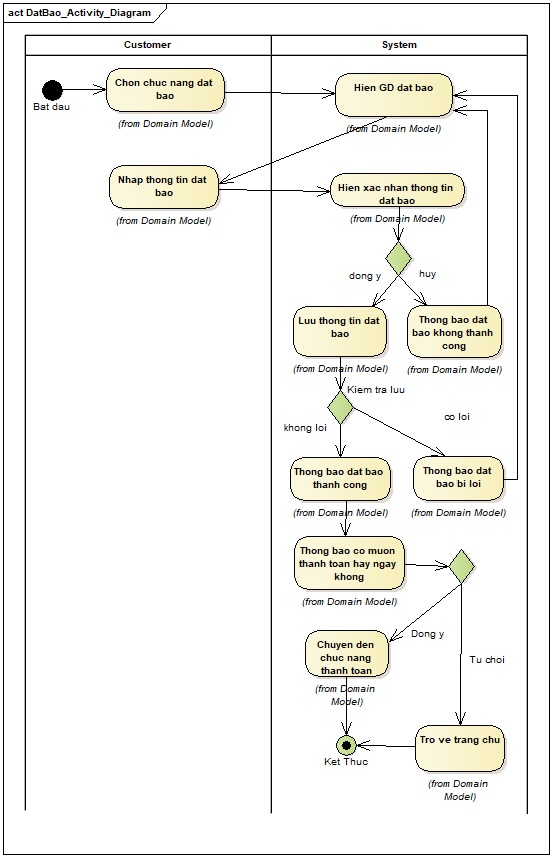 act DatBao_Activity_Diagram
Customer
System
Bat dau
Chon chuc nang dat
bao
(from Domain Model)
Hien GD dat bao
(from Domain Model)
Nhap thong tin dat
bao
(from Domain Model)
Hien xac nhan thong tin
dat bao
(from Domain Model)
dong y
huy
Luu thong tin dat
bao
(from Domain Model)
Thong bao dat
bao khong thanh
cong
(from Domain Model)
Kiem tra luu
khong loi
co loi
Thong bao dat bao
thanh cong
(from Domain Model)
Thong bao dat
bao bi loi
(from Domain Model)
Thong bao co muon
thanh toan hay ngay
khong
(from Domain Model)
Dong y
Tu choi
Chuyen den
chuc nang
thanh toan
(from Domain
Model)
Tro ve trang chu
(from Domain
Model)
Ket Thuc